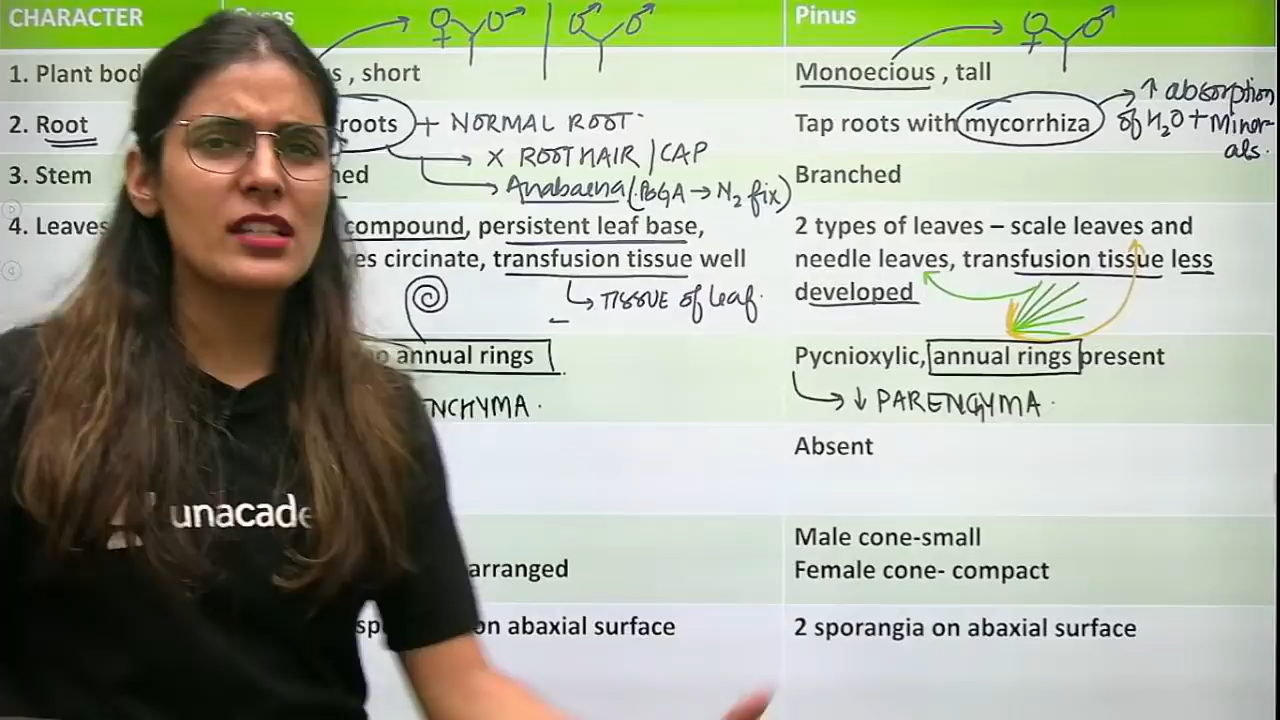 CHARACTER
Pinus
1. Plant bod
, short
Monoecious , tall
↑ absorption
of H₂O + Miner-
als.
2. Root
roots + NORMAL ROOT.
Tap roots with mycorrhiza
→ X ROOT HAIR / CAP
3. Stem
→ Anabaena (BGA → N₂ fix)
Branched
4. Leaves
compound, persistent leaf base,
2 types of leaves – scale leaves and
es circinate, transfusion tissue well
needle leaves, transfusion tissue less
TISSUE of leaf.
developed
annual rings
Pycnioxylic, annual rings present
ENCHYMA.
→ ↓ PARENCHYMA.
Absent
unacade
Male cone-small
arranged
Female cone- compact
sp on abaxial surface
2 sporangia on abaxial surface